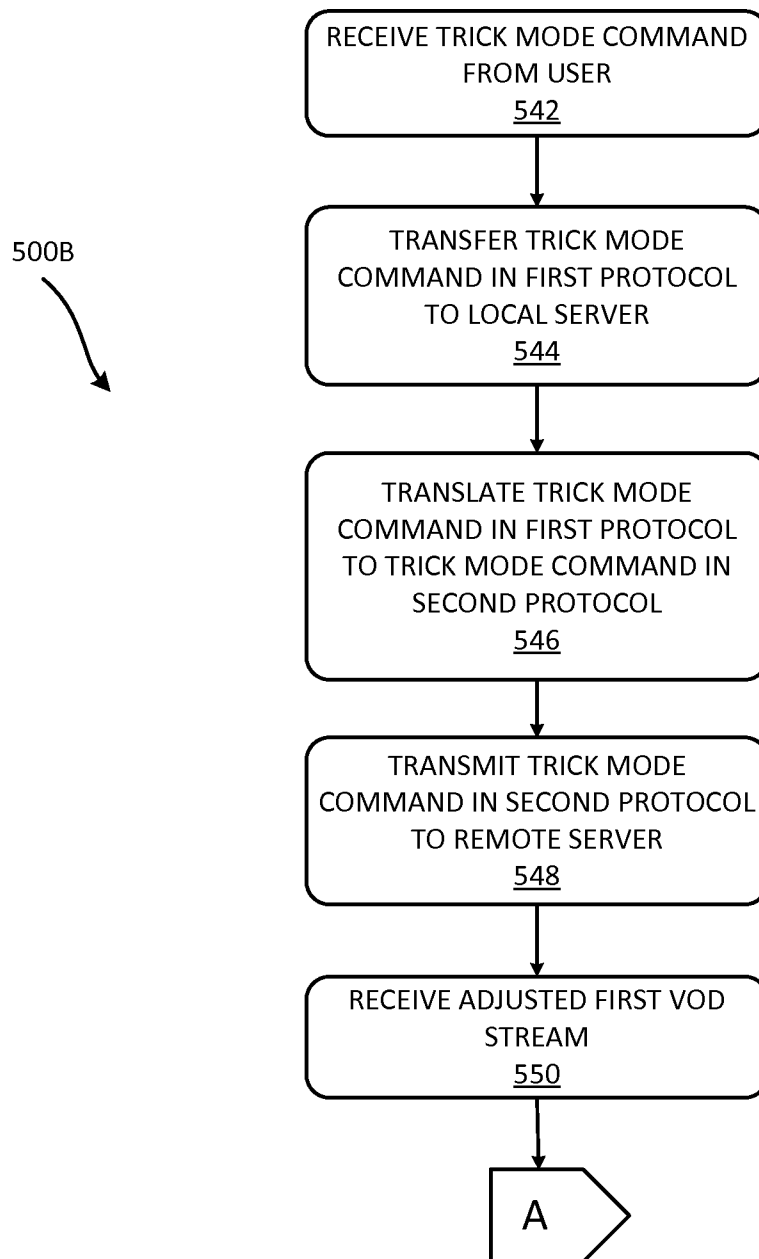 RECEIVE TRICK MODE COMMAND
FROM USER
542
500B
TRANSFER TRICK MODE
COMMAND IN FIRST PROTOCOL
TO LOCAL SERVER
544
TRANSLATE TRICK MODE
COMMAND IN FIRST PROTOCOL
TO TRICK MODE COMMAND IN
SECOND PROTOCOL
546
TRANSMIT TRICK MODE
COMMAND IN SECOND PROTOCOL
TO REMOTE SERVER
548
RECEIVE ADJUSTED FIRST VOD
STREAM
550
A